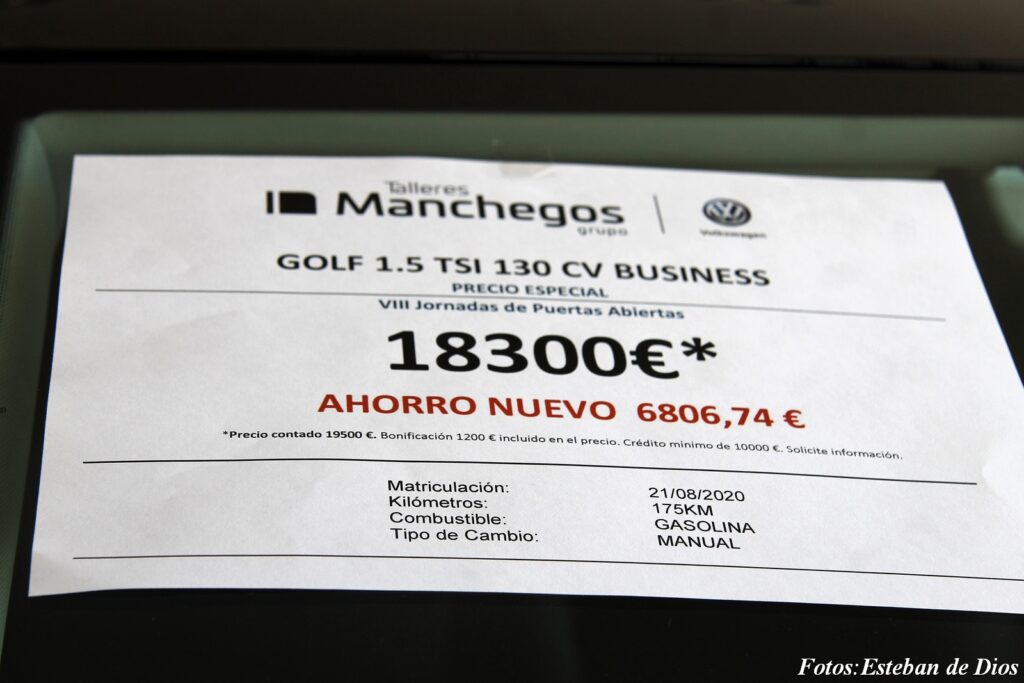 Talleres
Manchegos
grupo
Volkswagen
GOLF 1.5 TSI 130 CV BUSINESS
PRECIO ESPECIAL
VIII Jornadas de Puertas Abiertas
18300€*
AHORRO NUEVO 6806,74 €
*Precio contado 19500 €. Bonificación 1200 € incluido en el precio. Crédito minimo de 10000 €. Solicite información.
Matriculación: 21/08/2020
Kilómetros: 175KM
Combustible: GASOLINA
Tipo de Cambio: MANUAL
Fotos:Esteban de Dios